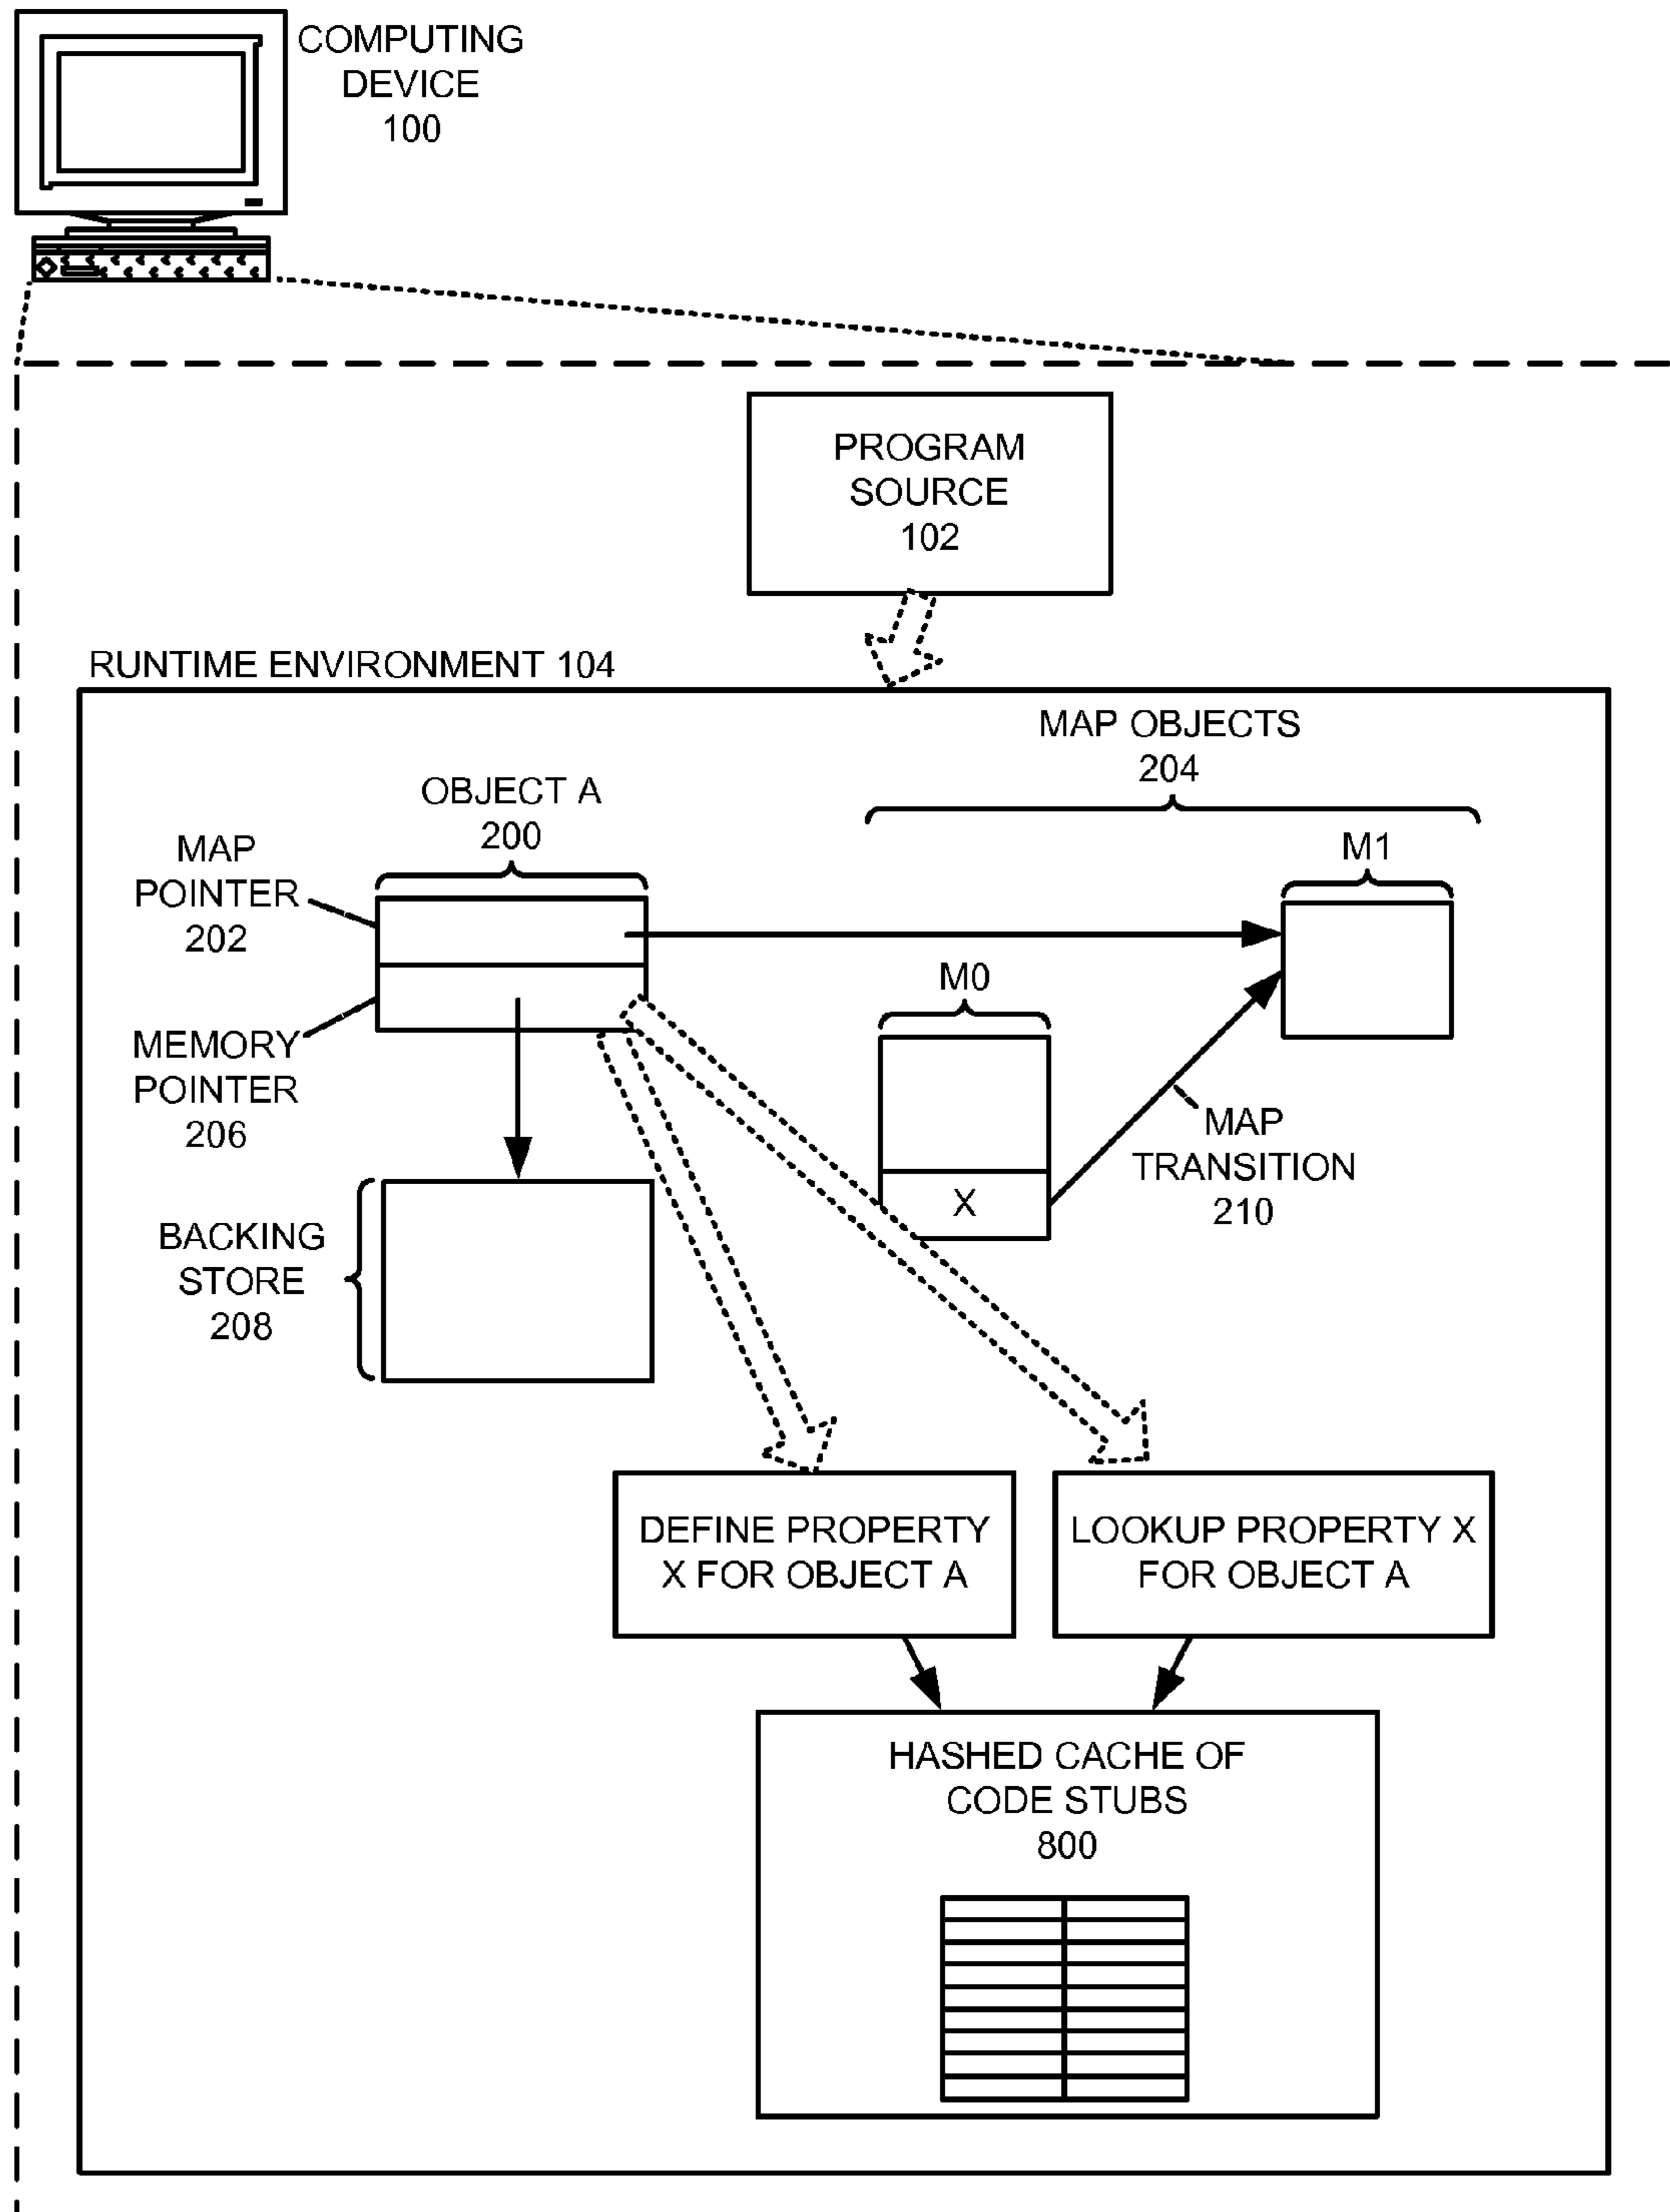 COMPUTING
DEVICE
100
PROGRAM
SOURCE
102
RUNTIME ENVIRONMENT 104
MAP OBJECTS
204
OBJECT A
200
MAP
POINTER
202
M1
M0
MEMORY
POINTER
206
MAP
TRANSITION
210
X
BACKING
STORE
208
DEFINE PROPERTY
X FOR OBJECT A
LOOKUP PROPERTY X
FOR OBJECT A
HASHED CACHE OF
CODE STUBS
800